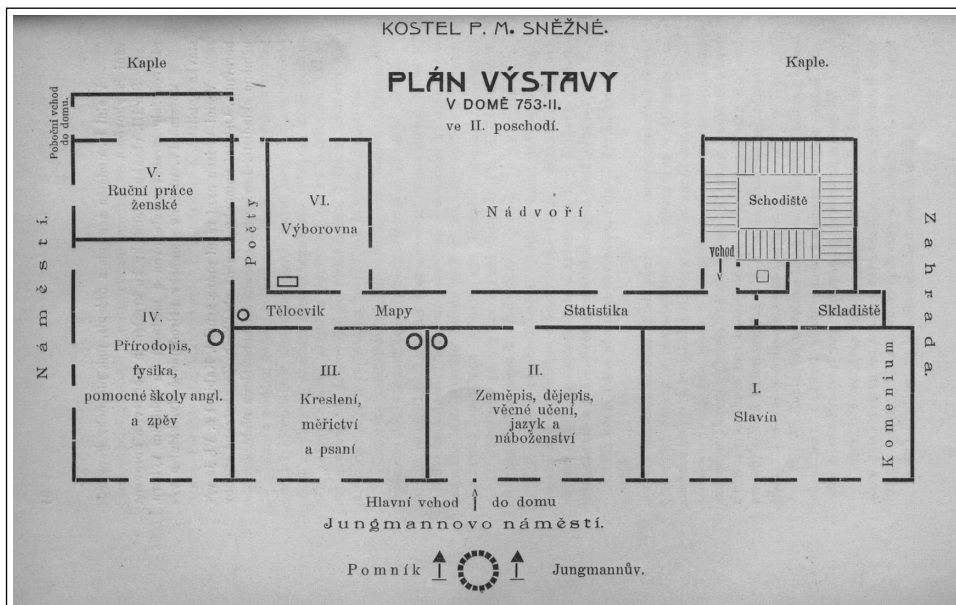 KOSTEL P. M. SNĚŽNÉ.
Kaple
Kaple.
PLÁN VÝSTAVY
V DOMĚ 753-II.
ve II. poschodí.
Poboční vchod
do domu.
V.
Ruční práce
ženské
Počety
VI.
Výborovna
Nádvoří
Schodiště
vchod
Náměstí.
Zahrada.
Tělocvik
Mapy
Statistika
Skladiště
IV.
Přírodopis,
fysika,
pomocné školy angl.
a zpěv
III.
Kreslení,
měřictví
a psaní
II.
Zeměpis, dějepis,
věcné učení,
jazyk a
náboženství
I.
Slavín
Komenium
Hlavní vchod do domu
Jungmannovo náměstí.
Pomník Jungmannův.